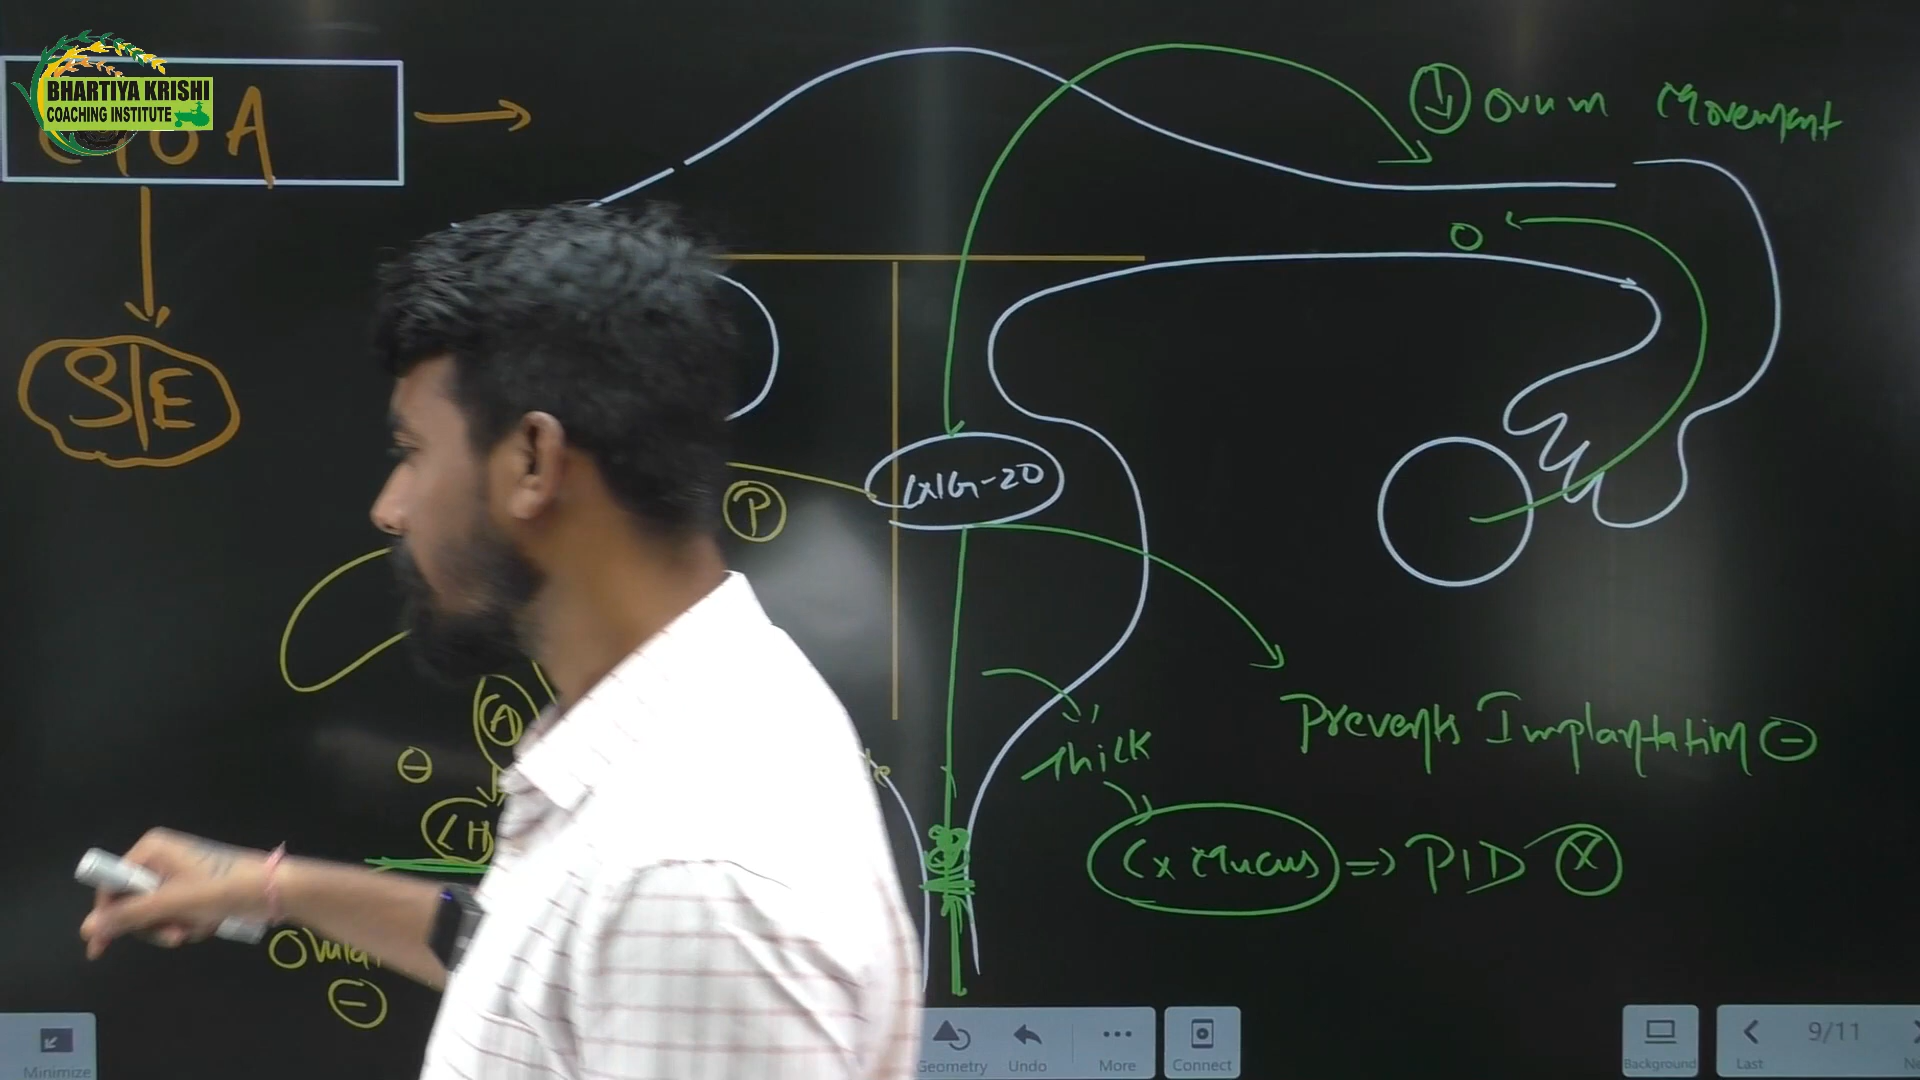 BHARTIYA KRISHI
COACHING INSTITUTE
↓ Ovum Movement
S/E
LNG-20
P
Prevents Implantation ⊖
A
⊖
Thick
LH
Cx Mucus => PID ⊗
⊖
Geometry Undo More Connect
Background Last 9/11
Minimize